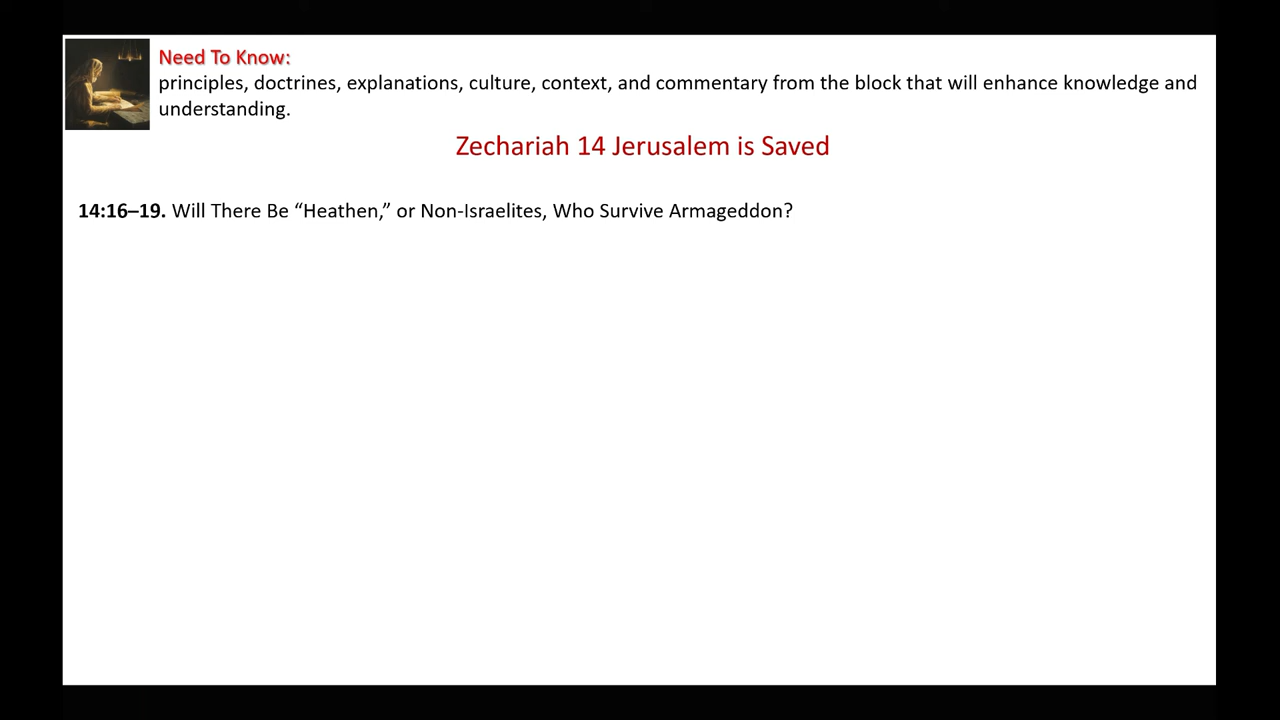 Need To Know:
principles, doctrines, explanations, culture, context, and commentary from the block that will enhance knowledge and
understanding.
Zechariah 14 Jerusalem is Saved
14:16–19. Will There Be “Heathen,” or Non-Israelites, Who Survive Armageddon?